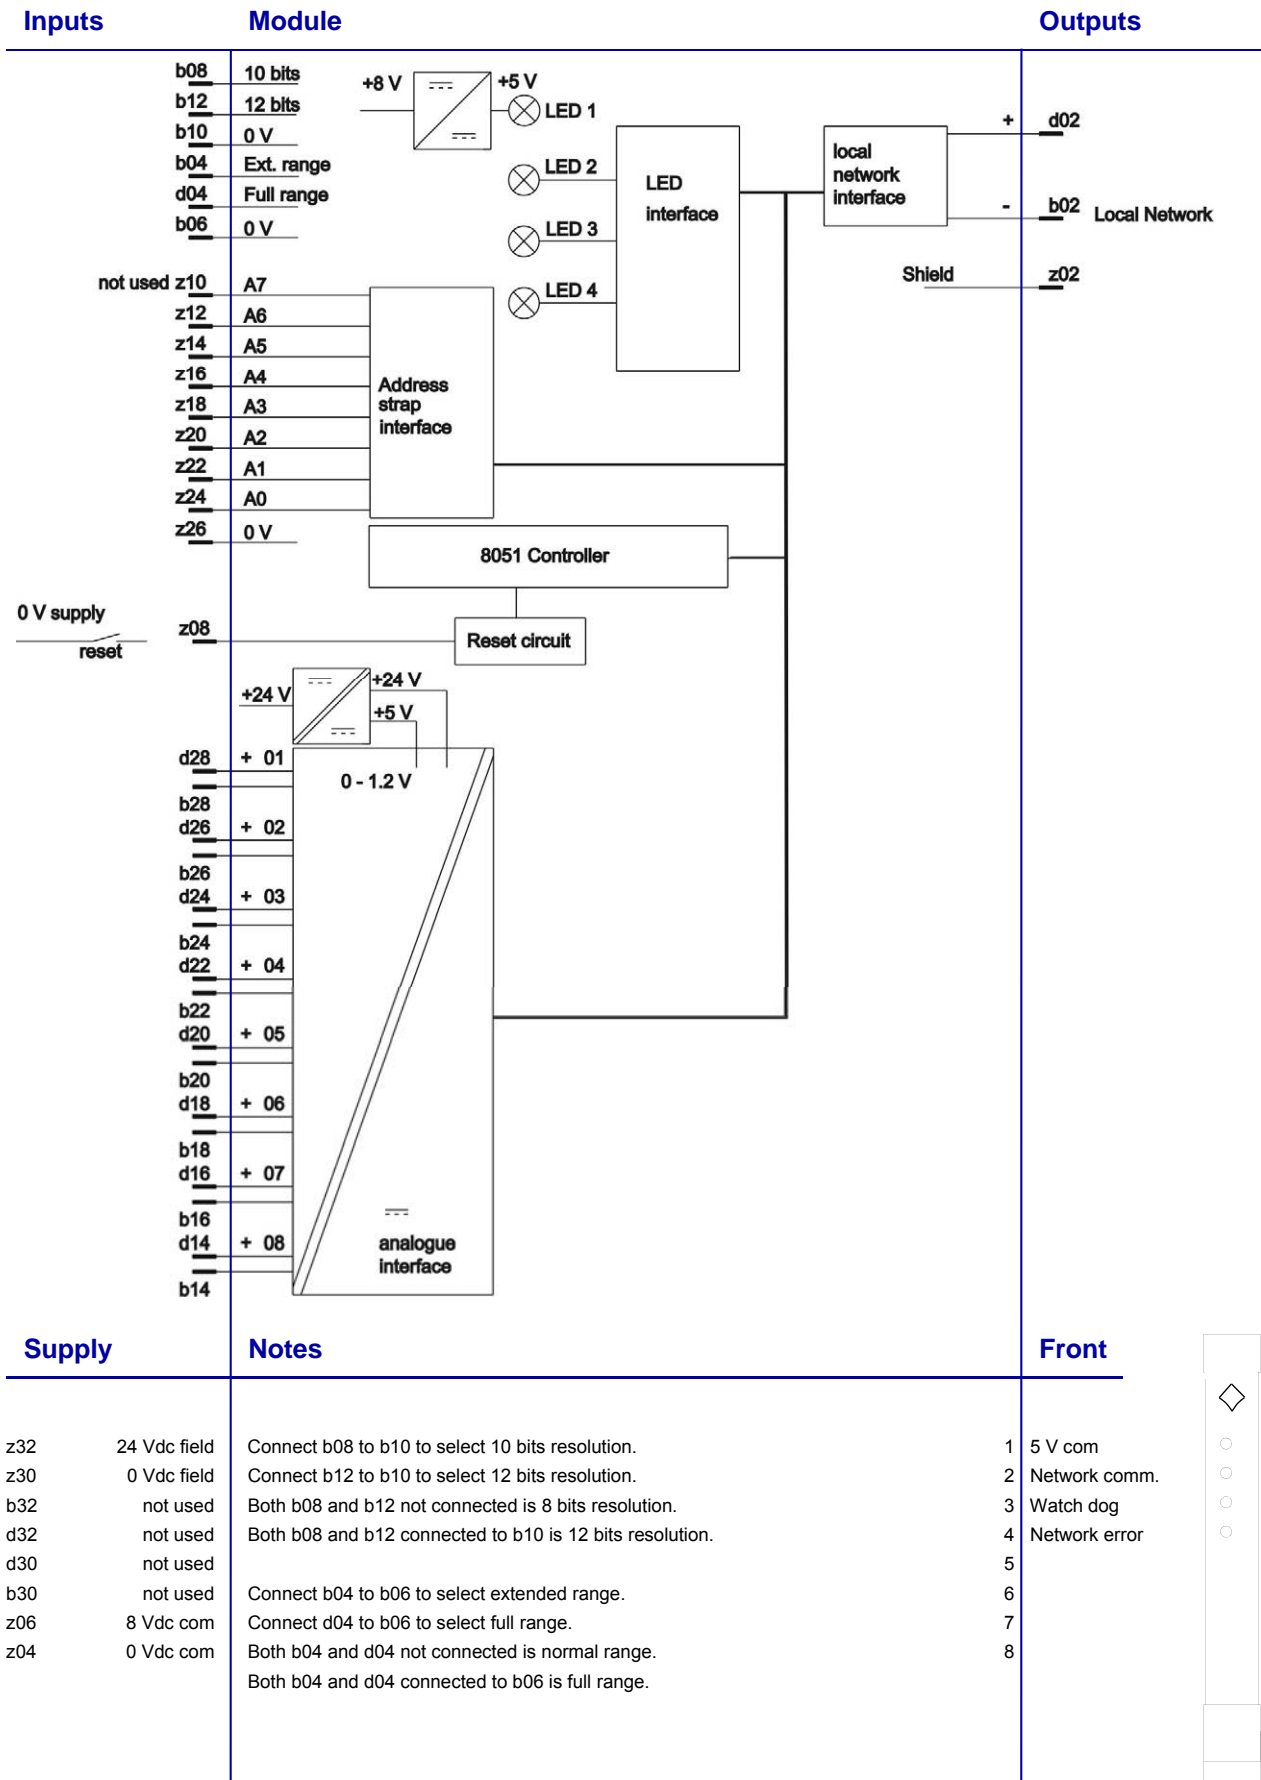 Inputs Module Outputs
b08 10 bits
+8 V +5 V
b12 12 bits
LED 1
b10 0 V
+ d02
b04 Ext. range
LED 2
local
network
interface
d04 Full range
LED
interface
- b02 Local Network
b06 0 V
LED 3
Shield z02
not used z10 A7
LED 4
z12 A6
z14 A5
z16 A4
Address
strap
interface
z18 A3
z20 A2
z22 A1
z24 A0
z26 0 V
8051 Controller
0 V supply
reset
z08
Reset circuit
+24 V +24 V
+5 V
d28 + 01
0 - 1.2 V
b28
d26 + 02
b26
d24 + 03
b24
d22 + 04
b22
d20 + 05
b20
d18 + 06
b18
d16 + 07
b16
d14 + 08
analogue
interface
b14
Supply Notes Front
z32 24 Vdc field Connect b08 to b10 to select 10 bits resolution. 1 5 V com
z30 0 Vdc field Connect b12 to b10 to select 12 bits resolution. 2 Network comm.
b32 not used Both b08 and b12 not connected is 8 bits resolution. 3 Watch dog
d32 not used Both b08 and b12 connected to b10 is 12 bits resolution. 4 Network error
d30 not used 5
b30 not used Connect b04 to b06 to select extended range. 6
z06 8 Vdc com Connect d04 to b06 to select full range. 7
z04 0 Vdc com Both b04 and d04 not connected is normal range. 8
Both b04 and d04 connected to b06 is full range.